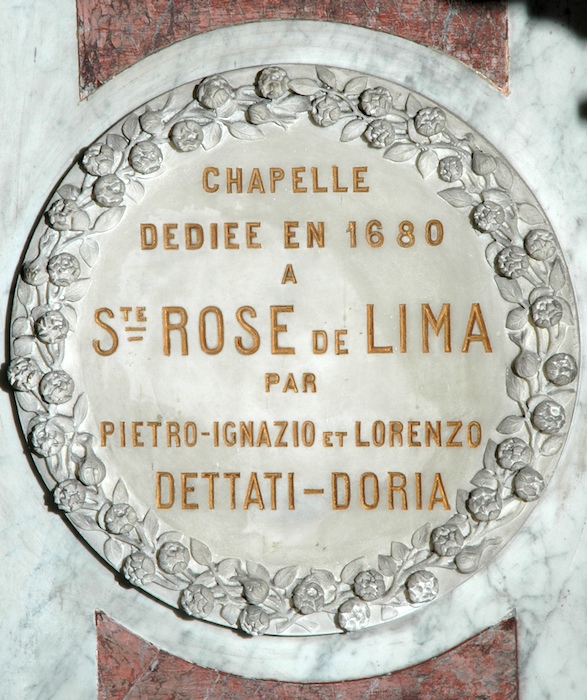 CHAPELLE
DEDIEE EN 1680
A
STE ROSE DE LIMA
PAR
PIETRO-IGNAZIO ET LORENZO
DETTATI-DORIA